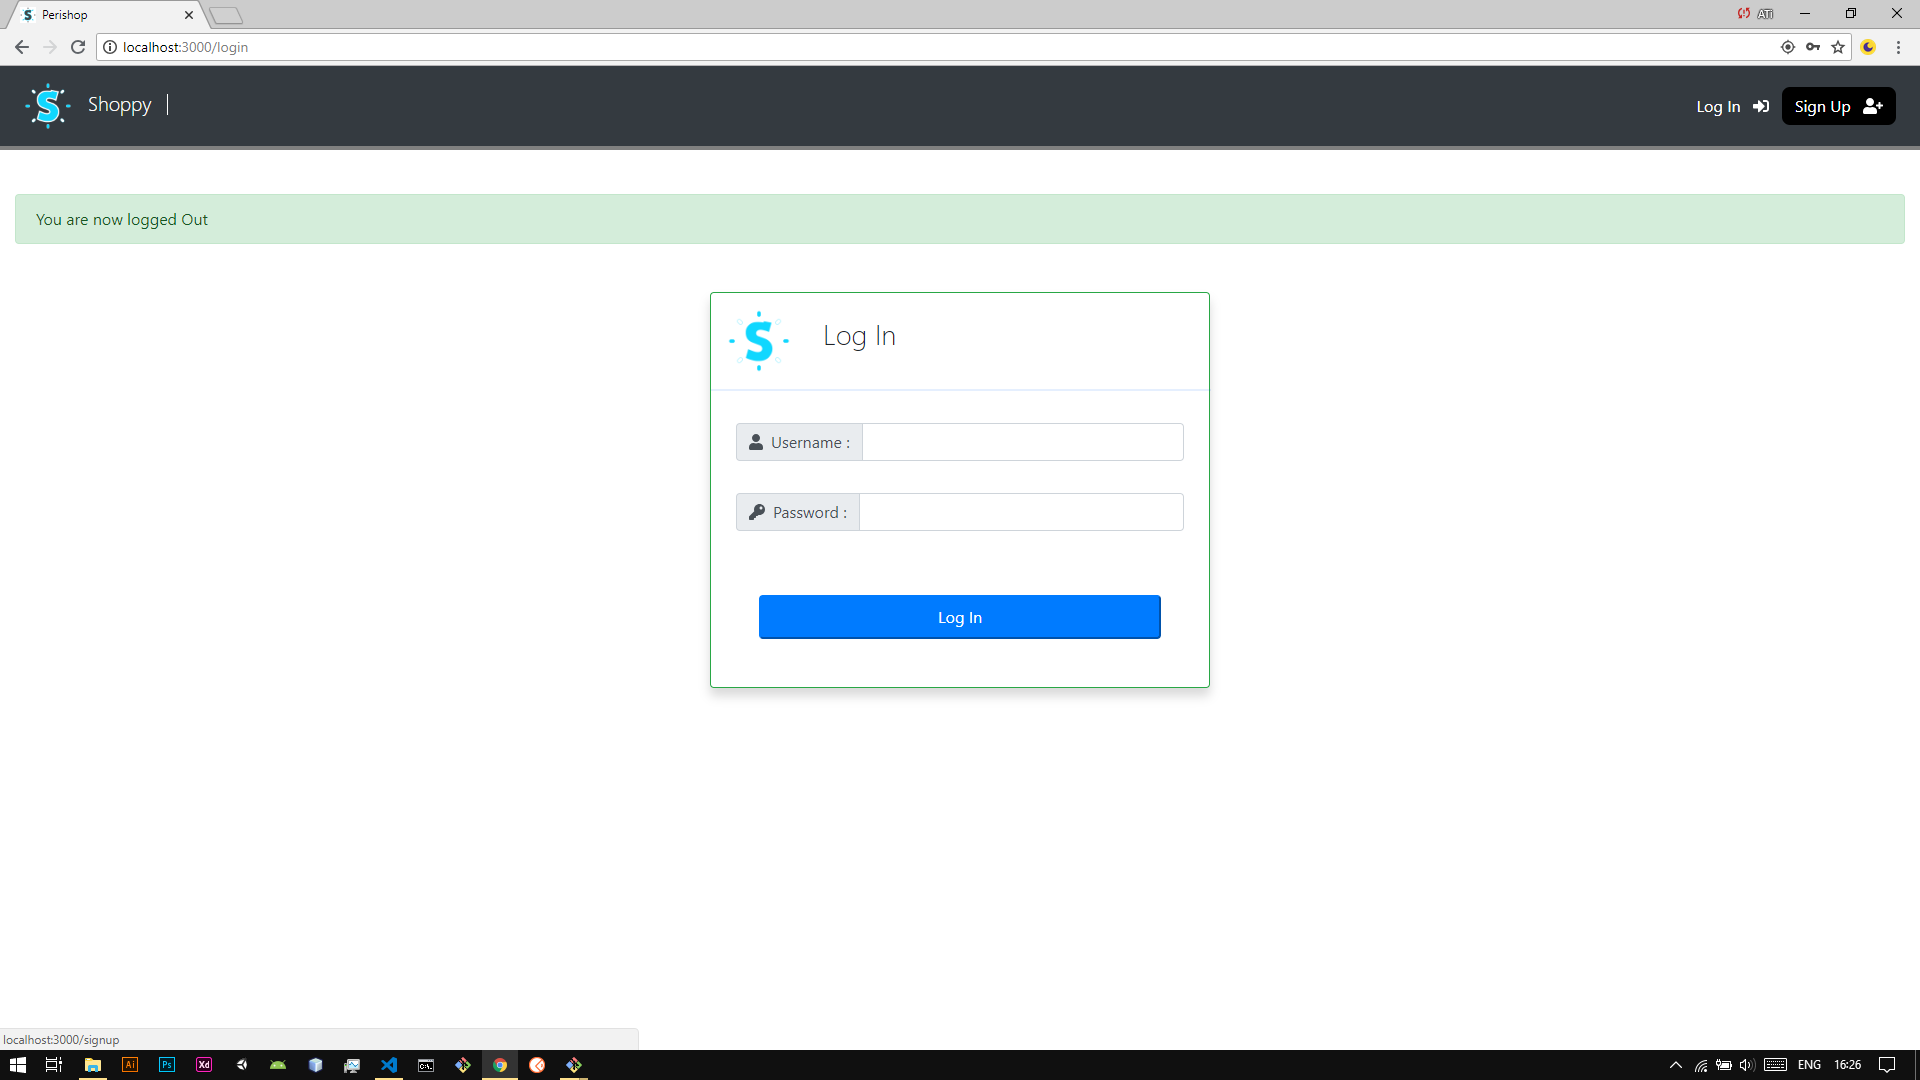 S Perishop
ATi
localhost:3000/login
S Shoppy
Log In
Sign Up
You are now logged Out
S Log In
Username :
Password :
Log In
localhost:3000/signup
Ai Ps Xd C:\. ENG 16:26